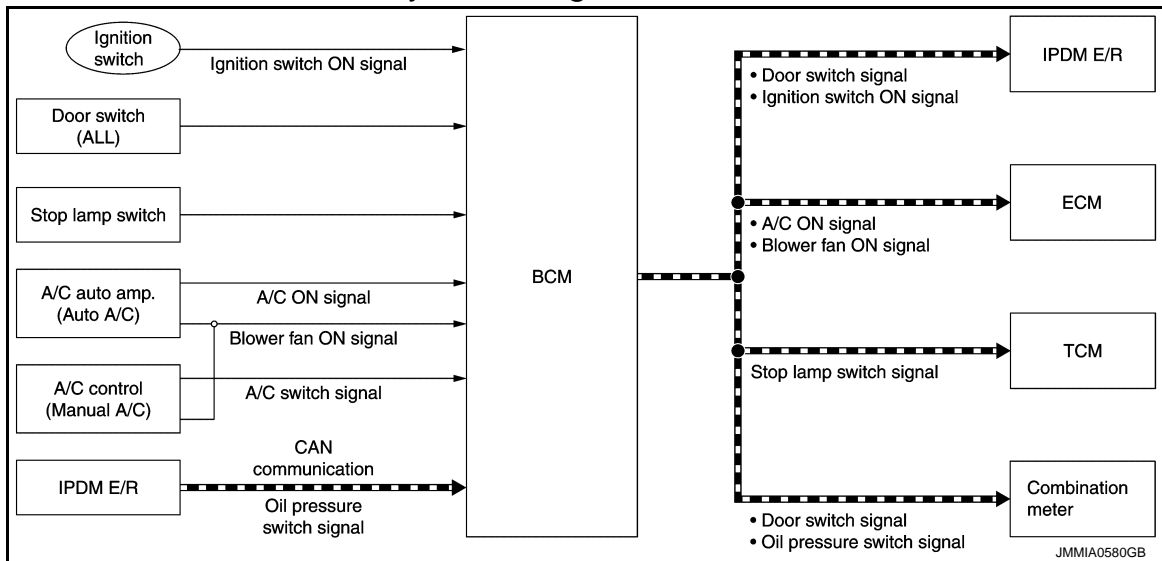 Ignition
switch
Ignition switch ON signal
Door switch
(ALL)
Stop lamp switch
A/C auto amp.
(Auto A/C)
A/C ON signal
Blower fan ON signal
A/C control
(Manual A/C)
A/C switch signal
IPDM E/R
CAN
communication
Oil pressure
switch signal
BCM
• Door switch signal
• Ignition switch ON signal
IPDM E/R
• A/C ON signal
• Blower fan ON signal
ECM
Stop lamp switch signal
TCM
• Door switch signal
• Oil pressure switch signal
Combination
meter
JMMIA0580GB